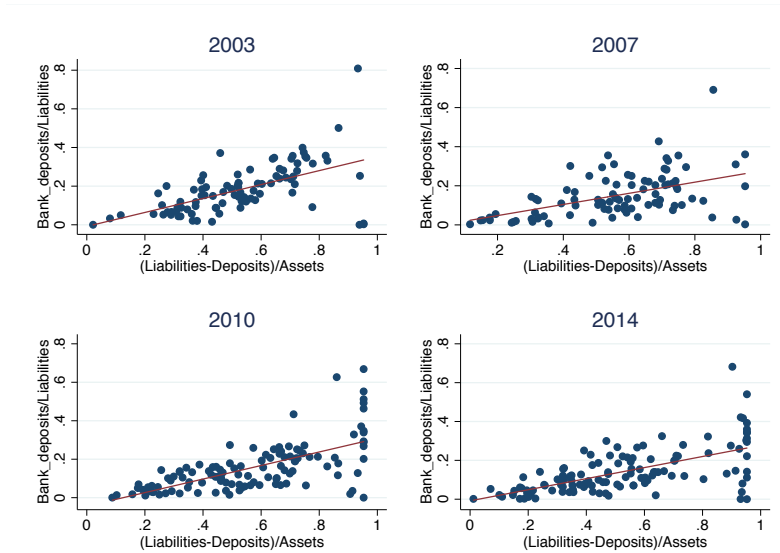 2003
Bank_deposits/Liabilities
0 .2 .4 .6 .8
0 .2 .4 .6 .8 1
(Liabilities-Deposits)/Assets
2007
Bank_deposits/Liabilities
0 .2 .4 .6 .8
.2 .4 .6 .8 1
(Liabilities-Deposits)/Assets
2010
Bank_deposits/Liabilities
0 .2 .4 .6 .8
0 .2 .4 .6 .8 1
(Liabilities-Deposits)/Assets
2014
Bank_deposits/Liabilities
0 .2 .4 .6 .8
0 .2 .4 .6 .8 1
(Liabilities-Deposits)/Assets